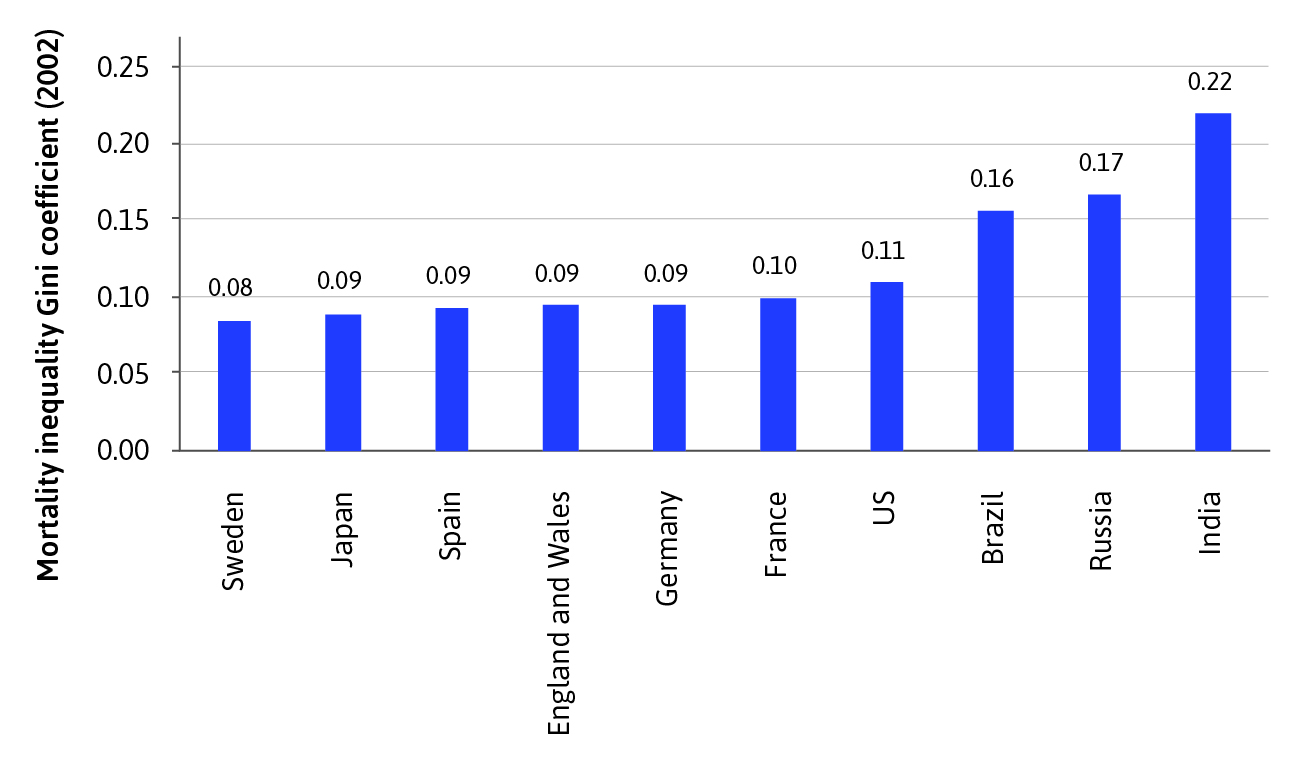 Mortality inequality Gini coefficient (2002)
0.25
0.20
0.15
0.10
0.05
0.00
0.08
0.09
0.09
0.09
0.09
0.10
0.11
0.16
0.17
0.22
Sweden
Japan
Spain
England and Wales
Germany
France
US
Brazil
Russia
India